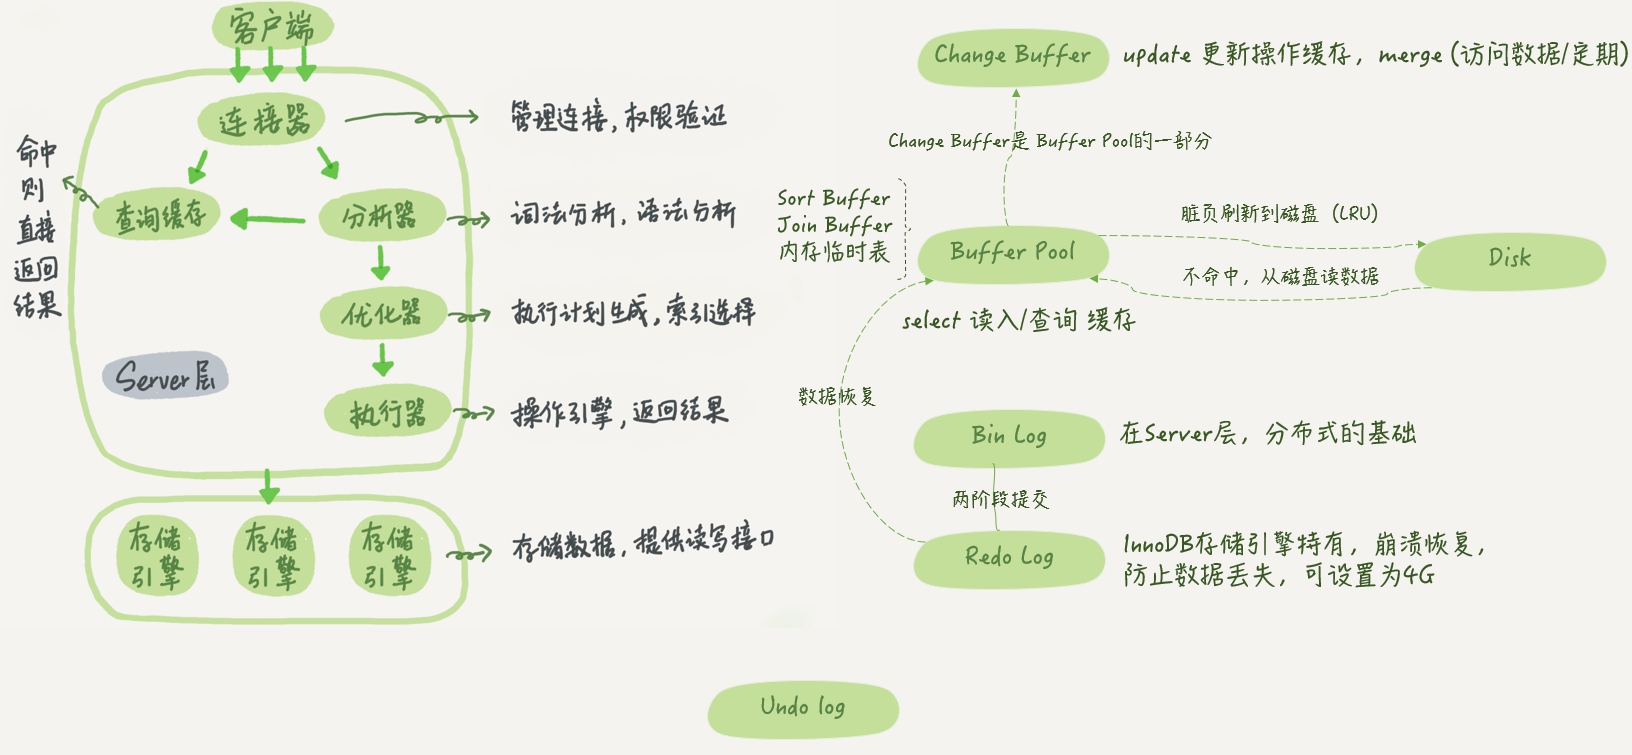 客户端
连接器
管理连接，权限验证
命中
则
直接
返回
结果
查询缓存
分析器
词法分析，语法分析
优化器
执行计划生成，索引选择
Server层
执行器
操作引擎，返回结果
存储
引擎
存储
引擎
存储
引擎
存储数据，提供读写接口
Change Buffer
update 更新操作缓存，merge (访问数据/定期)
Change Buffer是 Buffer Pool的一部分
Sort Buffer
Join Buffer
内存临时表
Buffer Pool
脏页刷新到磁盘（LRU）
不命中，从磁盘读数据
Disk
select 读入/查询 缓存
数据恢复
Bin Log
在Server层，分布式的基础
两阶段提交
Redo Log
InnoDB存储引擎特有，崩溃恢复，
防止数据丢失，可设置为4G
Undo log